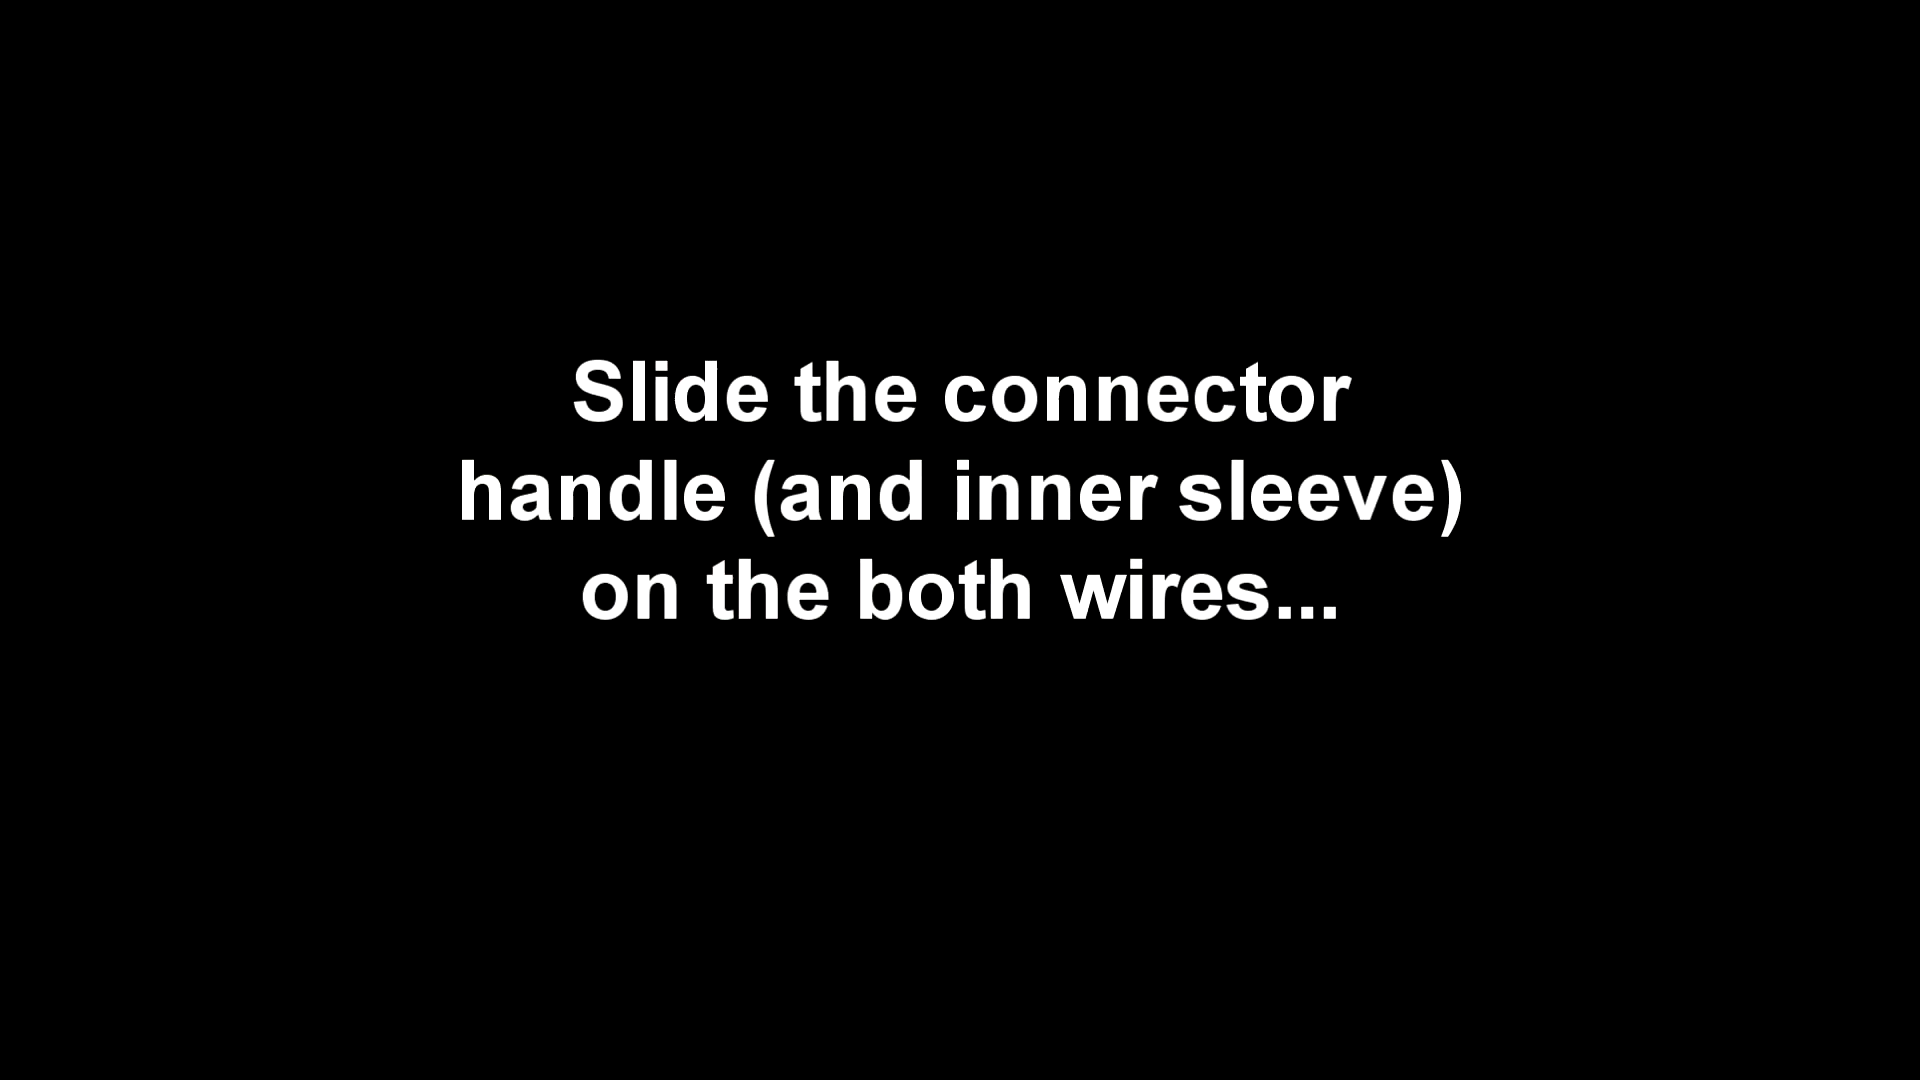 Slide the connector
handle (and inner sleeve)
on the both wires...